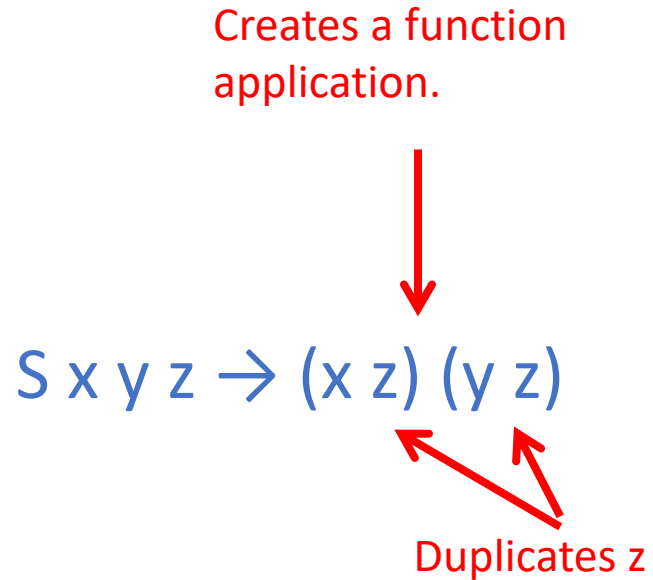 Creates a function
application.
S x y z → (x z) (y z)
Duplicates z